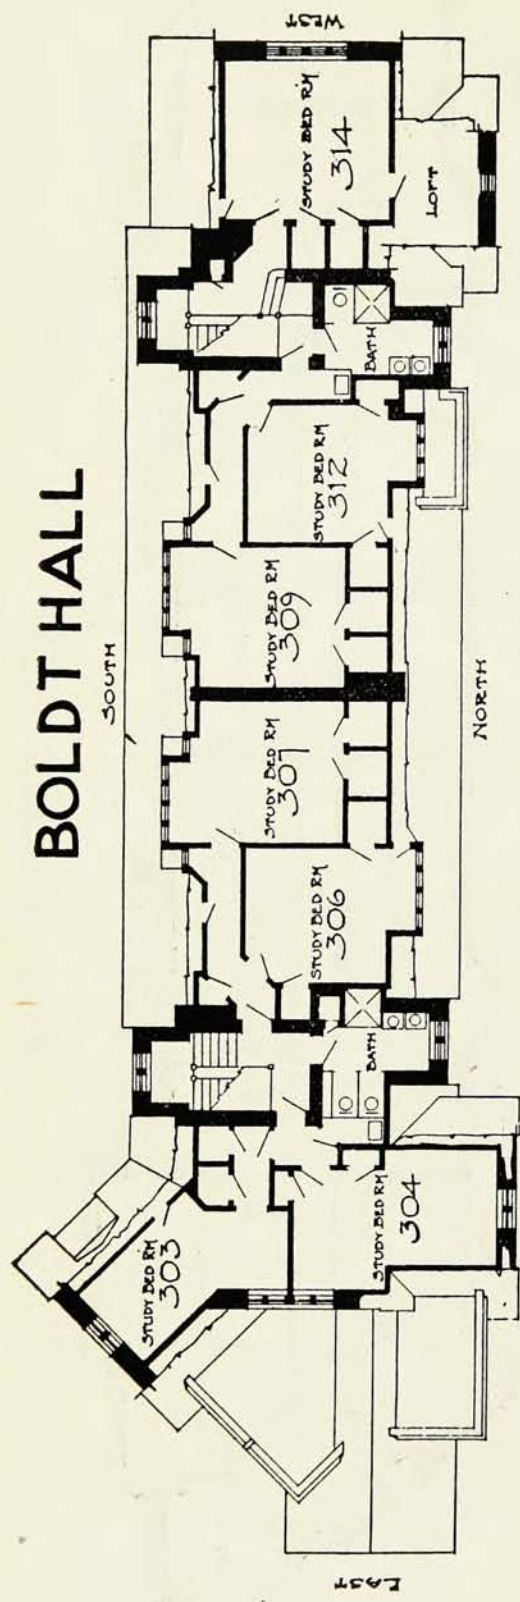 BOLDT HALL
SOUTH
EAST
WEST
STUDY BED RM
303
STUDY BED RM
304
BATH
STUDY BED RM
306
STUDY BED RM
307
STUDY BED RM
309
STUDY BED RM
312
BATH
STUDY BED RM
314
LOFT
NORTH